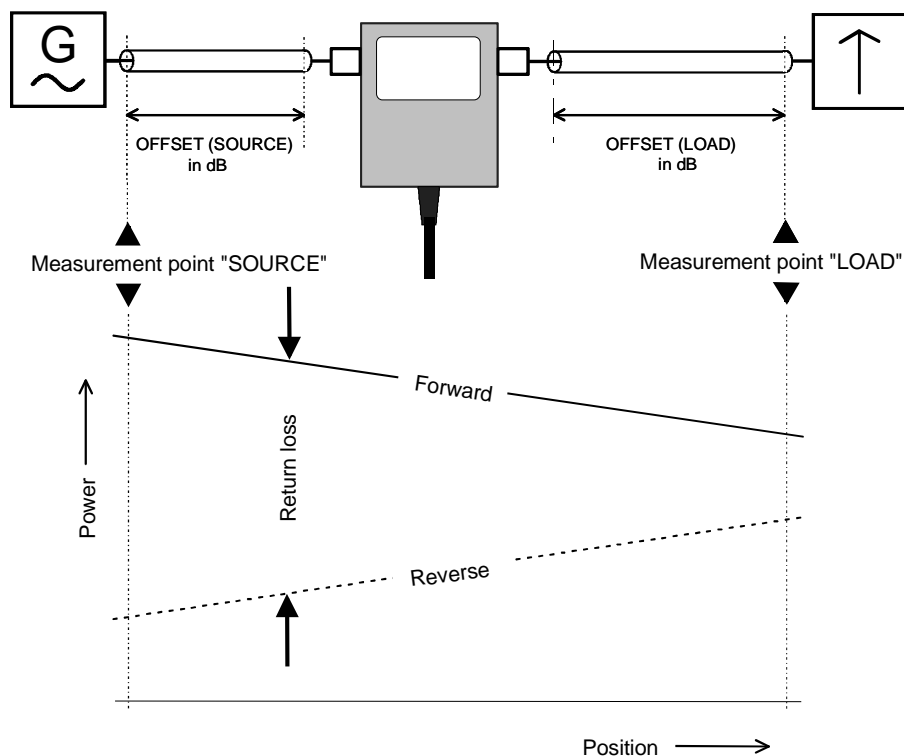 G
OFFSET (SOURCE)
in dB
OFFSET (LOAD)
in dB
Measurement point "SOURCE"
Measurement point "LOAD"
Forward
Return loss
Power
Reverse
Position